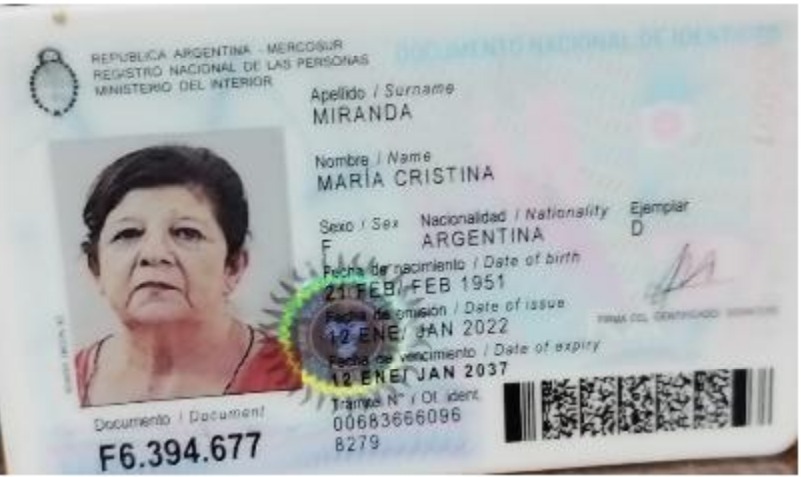 REPUBLICA ARGENTINA - MERCOSUR
REGISTRO NACIONAL DE LAS PERSONAS
MINISTERIO DEL INTERIOR
DOCUMENTO NACIONAL DE IDENTIDAD
Apellido / Surname
MIRANDA
Nombre / Name
MARÍA CRISTINA
Sexo / Sex Nacionalidad / Nationality Ejemplar
F ARGENTINA D
Fecha de nacimiento / Date of birth
21 FEB/ FEB 1951
Fecha de emisión / Date of issue
12 ENE/ JAN 2022
Fecha de vencimiento / Date of expiry
12 ENE/ JAN 2037
FIRMA DEL IDENTIFICADO / SIGNATURE
Documento / Document
F6.394.677
Trámite N° / Of. ident.
00683666096
8279